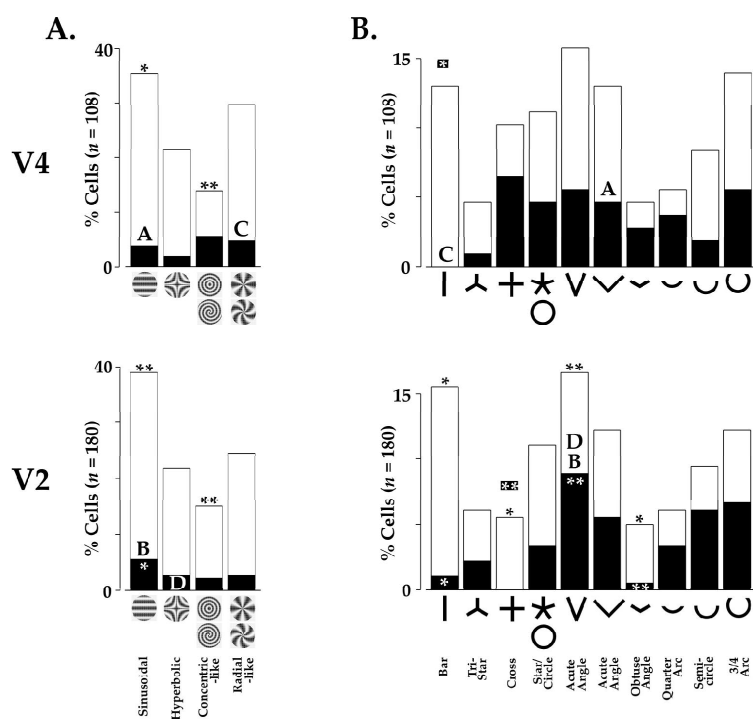 A.
B.
V4
40
% Cells (n = 108)
0
*
A
**
C
15
% Cells (n = 108)
0
*
C
A
V2
40
% Cells (n = 180)
0
**
B
*
D
**
15
% Cells (n = 180)
0
*
*
**
*
**
D
B
**
*
**
Sinusoidal
Hyperbolic
Concentric
-like
Radial
-like
Bar
Tri-
Star
Cross
Star/
Circle
Acute
Angle
Acute
Angle
Obtuse
Angle
Quarter
Arc
Semi-
circle
3/4
Arc